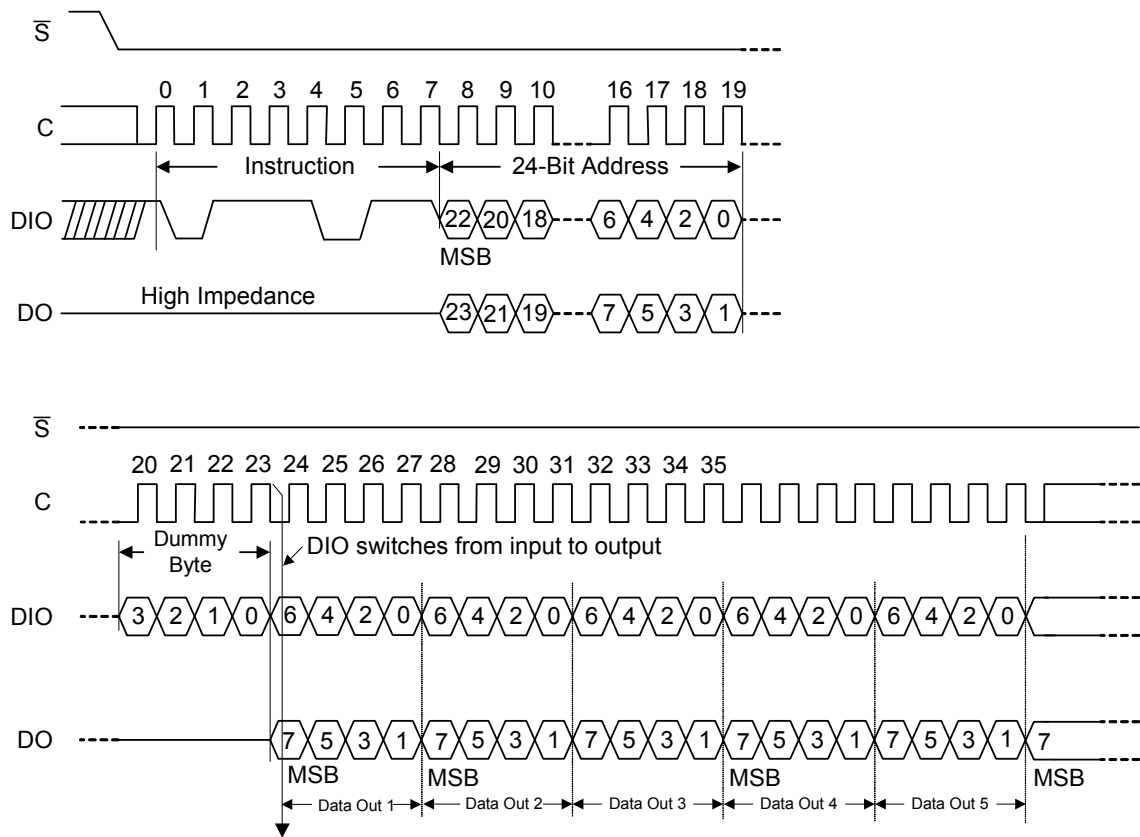 S
0 1 2 3 4 5 6 7 8 9 10 16 17 18 19
C
Instruction 24-Bit Address
DIO 22 20 18 6 4 2 0
MSB
High Impedance
DO 23 21 19 7 5 3 1
S
20 21 22 23 24 25 26 27 28 29 30 31 32 33 34 35
C
Dummy
Byte
DIO switches from input to output
DIO 3 2 1 0 6 4 2 0 6 4 2 0 6 4 2 0 6 4 2 0 6 4 2 0
DO 7 5 3 1 7 5 3 1 7 5 3 1 7 5 3 1 7 5 3 1 7
MSB MSB MSB MSB
Data Out 1 Data Out 2 Data Out 3 Data Out 4 Data Out 5